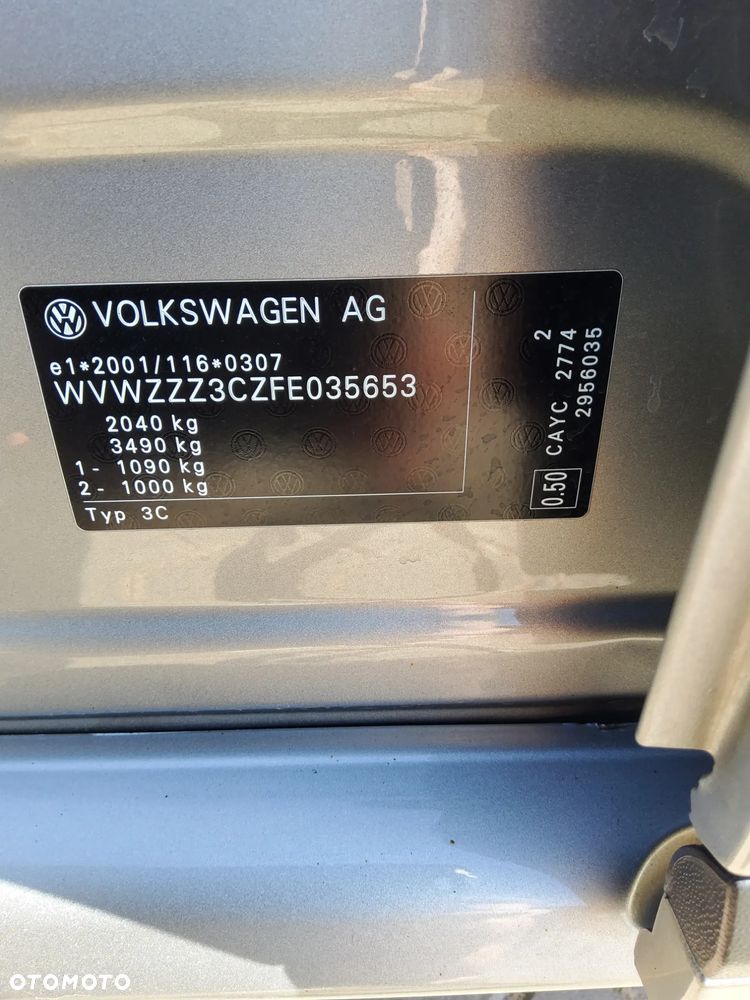 VOLKSWAGEN AG
e1*2001/116*0307
WVWZZZ3CZFE035653
2040 kg
3490 kg
1 - 1090 kg
2 - 1000 kg
Typ 3C
0.50 CAYC 2774 2
2956035
OTOMOTO